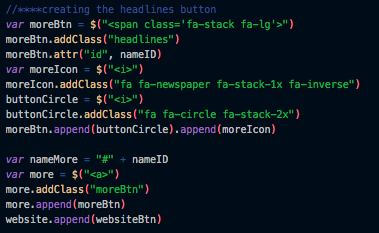 //****creating the headlines button
var moreBtn = $("<span class='fa-stack fa-lg'>")
moreBtn.addClass("headlines")
moreBtn.attr("id", nameID)
var moreIcon = $("<i>")
moreIcon.addClass("fa fa-newspaper fa-stack-1x fa-inverse")
buttonCircle = $("<i>")
buttonCircle.addClass("fa fa-circle fa-stack-2x")
moreBtn.append(buttonCircle).append(moreIcon)

var nameMore = "#" + nameID
var more = $("<a>")
more.addClass("moreBtn")
more.append(moreBtn)
website.append(websiteBtn)